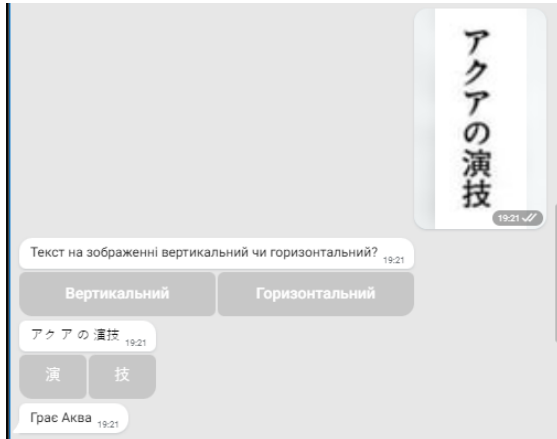 アクアの演技
19:21
Текст на зображенні вертикальний чи горизонтальний? 19:21
Вертикальний
Горизонтальний
アク ア の 演技 19:21
演
技
Грає Аква 19:21